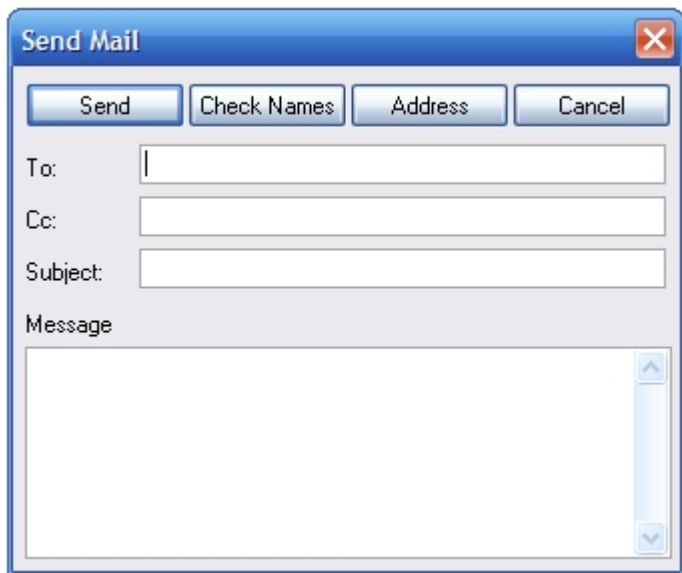 Send Mail
Send Check Names Address Cancel
To:
Cc:
Subject:
Message